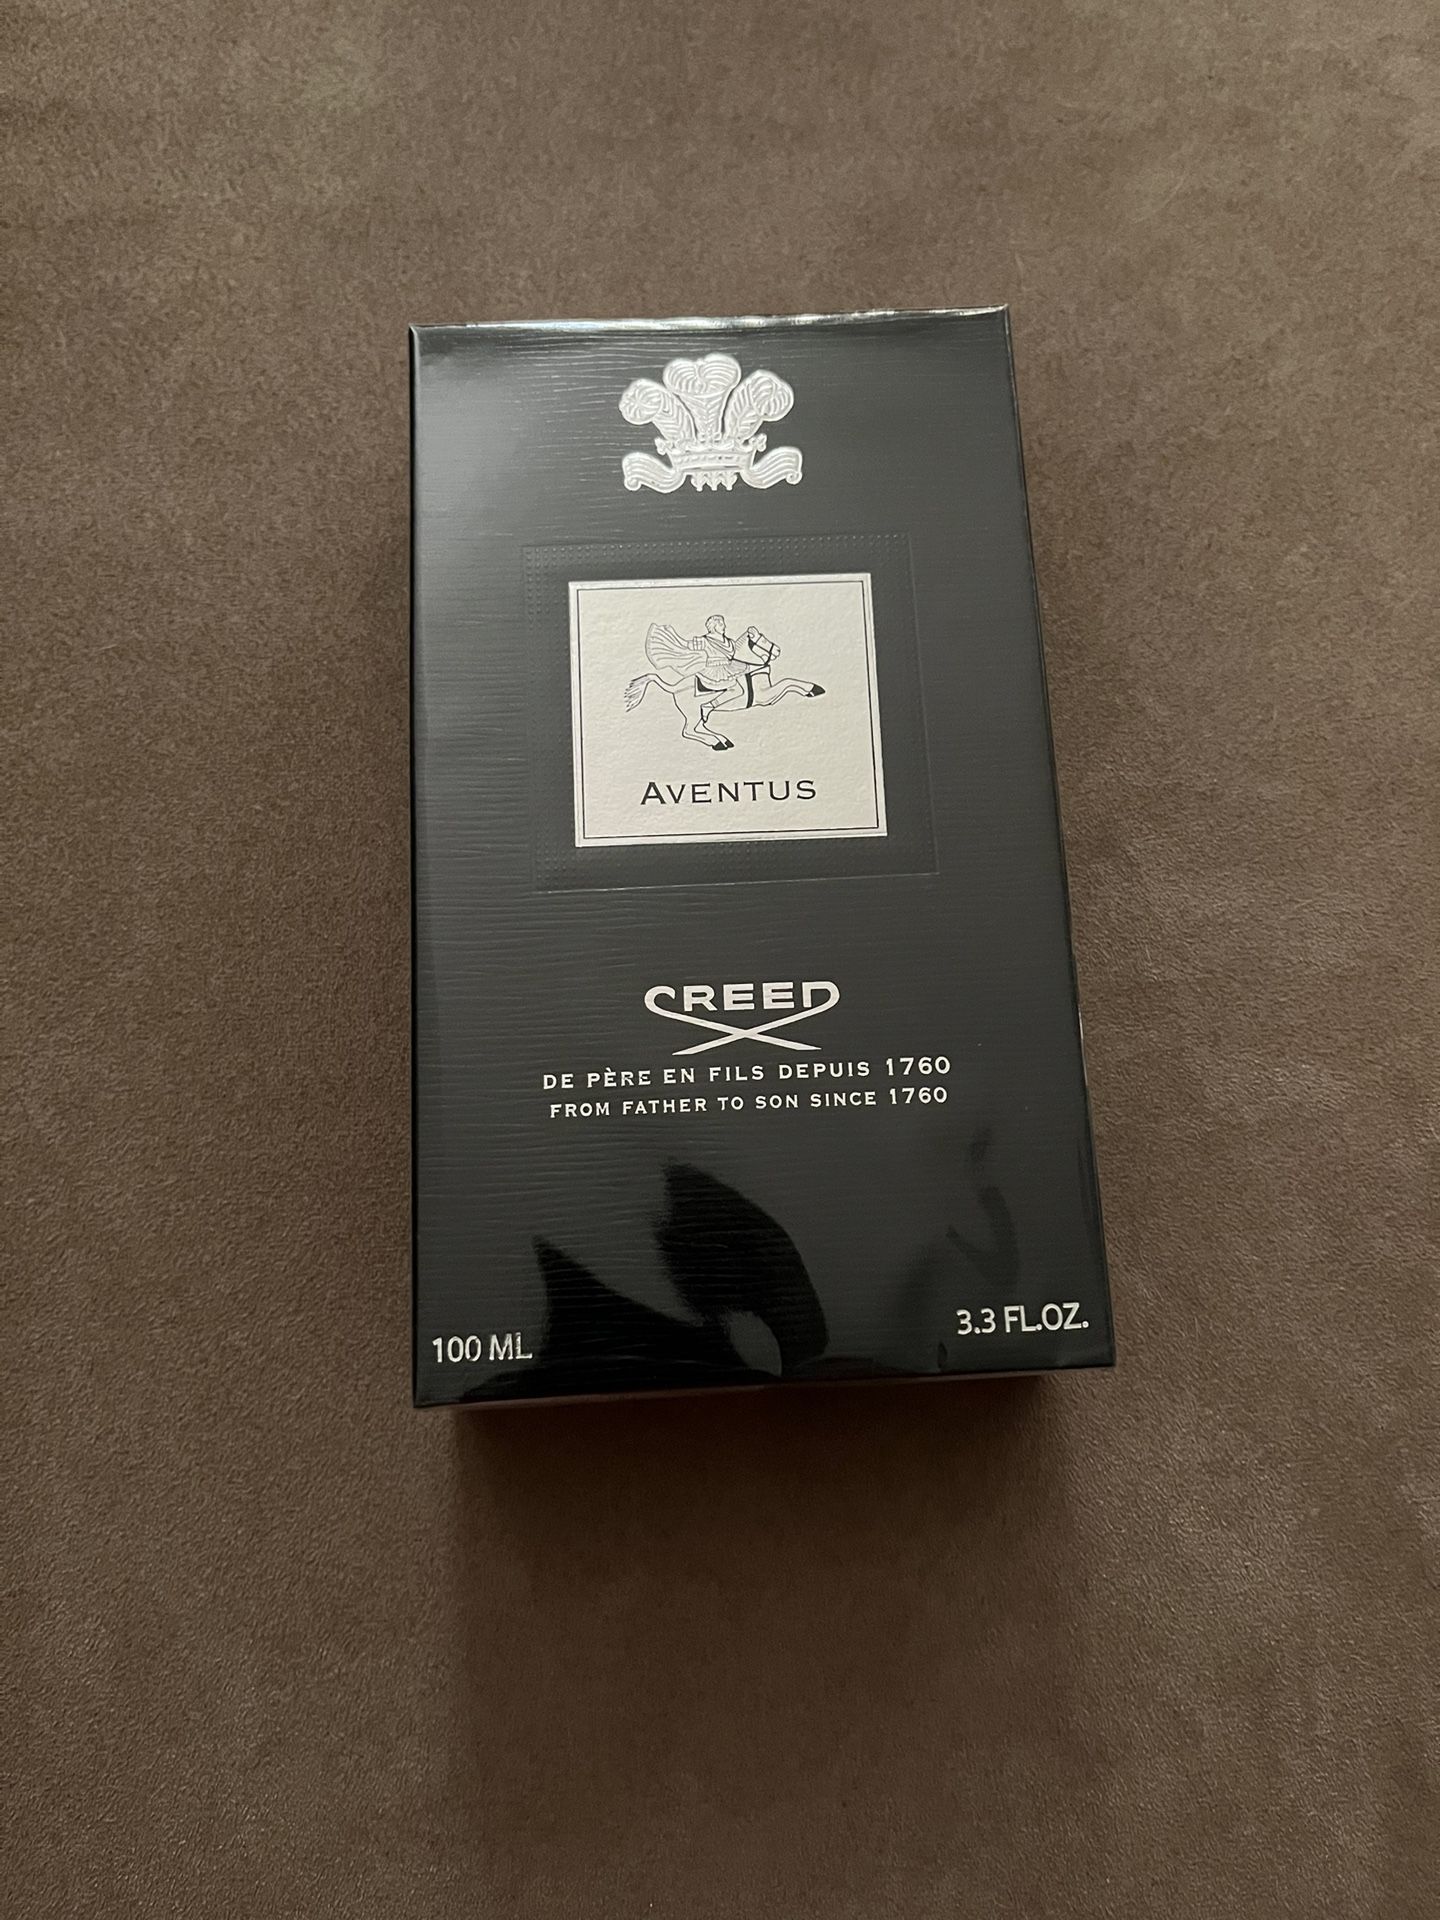 AVENTUS
CREED
DE PÈRE EN FILS DEPUIS 1760
FROM FATHER TO SON SINCE 1760
100 ML
3.3 FL.OZ.